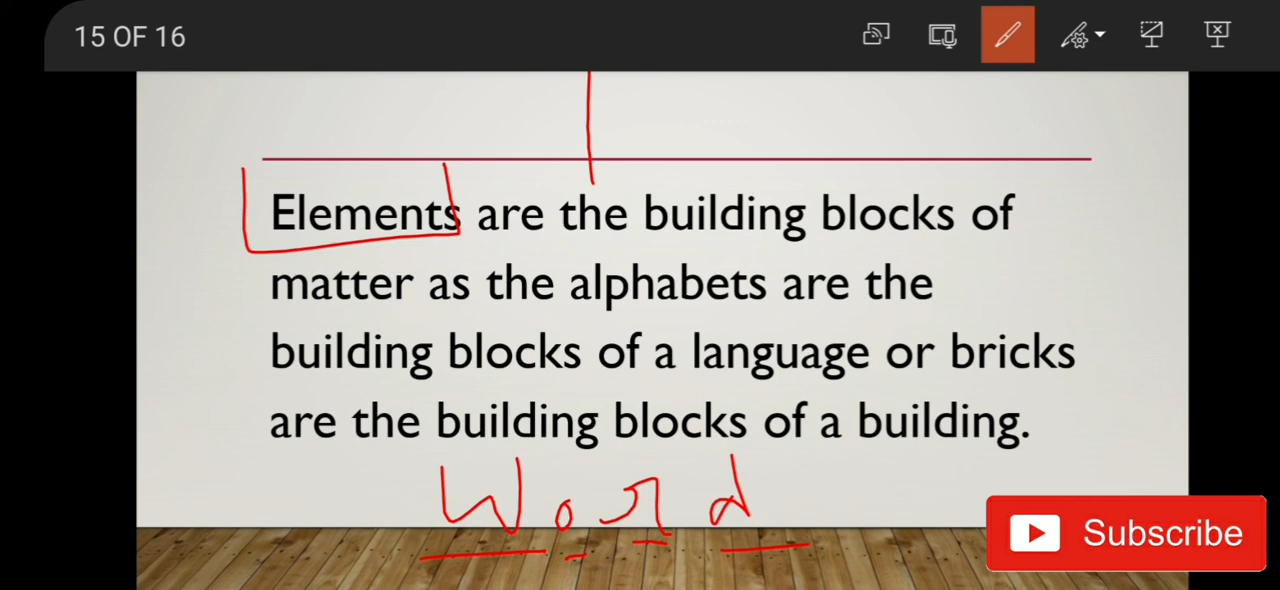 15 OF 16
Elements are the building blocks of
matter as the alphabets are the
building blocks of a language or bricks
are the building blocks of a building.
Word
Subscribe